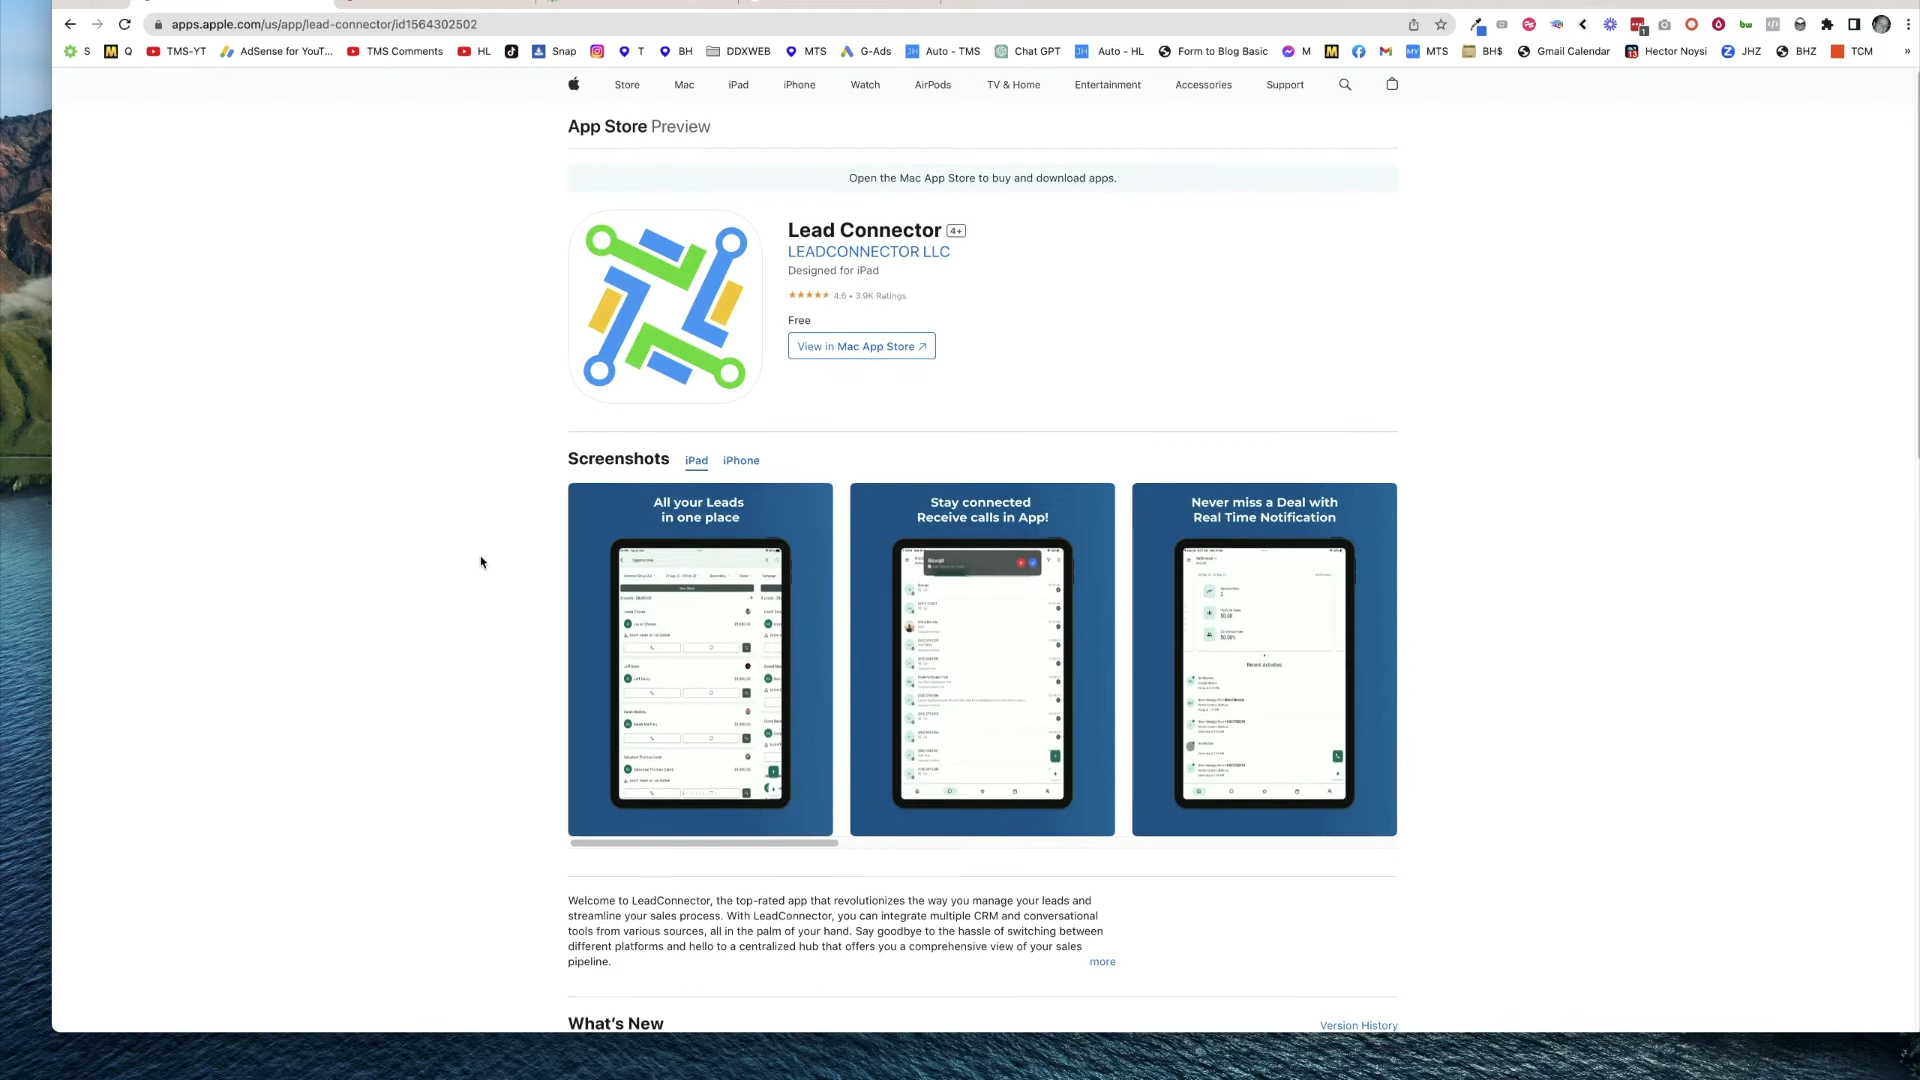 apps.apple.com/us/app/lead-connector/id1564302502
S Q TMS-YT AdSense for YouT... TMS Comments HL Snap T BH DDXWEB MTS G-Ads Auto - TMS Chat GPT Auto - HL Form to Blog Basic M MTS BH$ Gmail Calendar Hector Noysi JHZ BHZ TCM »
Store Mac iPad iPhone Watch AirPods TV & Home Entertainment Accessories Support
App Store Preview
Open the Mac App Store to buy and download apps.
Lead Connector 4+
LEADCONNECTOR LLC
Designed for iPad
4.6 • 3.9K Ratings
Free
View in Mac App Store ↗
Screenshots iPad iPhone
All your Leads
in one place
Stay connected
Receive calls in App!
Never miss a Deal with
Real Time Notification
Recent Activities
Welcome to LeadConnector, the top-rated app that revolutionizes the way you manage your leads and
streamline your sales process. With LeadConnector, you can integrate multiple CRM and conversational
tools from various sources, all in the palm of your hand. Say goodbye to the hassle of switching between
different platforms and hello to a centralized hub that offers you a comprehensive view of your sales
pipeline.
more
What's New
Version History